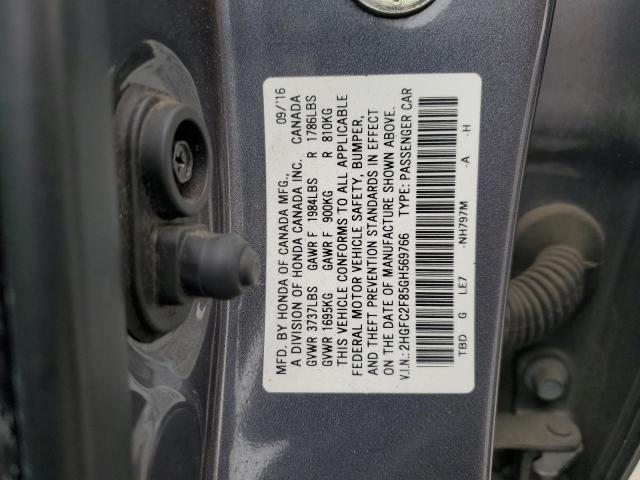 MFD. BY HONDA OF CANADA MFG., 09/'16
A DIVISION OF HONDA CANADA INC. CANADA
GVWR 3737LBS GAWR F 1984LBS R 1786LBS
GVWR 1695KG GAWR F 900KG R 810KG
THIS VEHICLE CONFORMS TO ALL APPLICABLE
FEDERAL MOTOR VEHICLE SAFETY, BUMPER,
AND THEFT PREVENTION STANDARDS IN EFFECT
ON THE DATE OF MANUFACTURE SHOWN ABOVE.
V.I.N.: 2HGFC2F85GH569766 TYPE: PASSENGER CAR
TBD G LE7 -NH797M -A -H